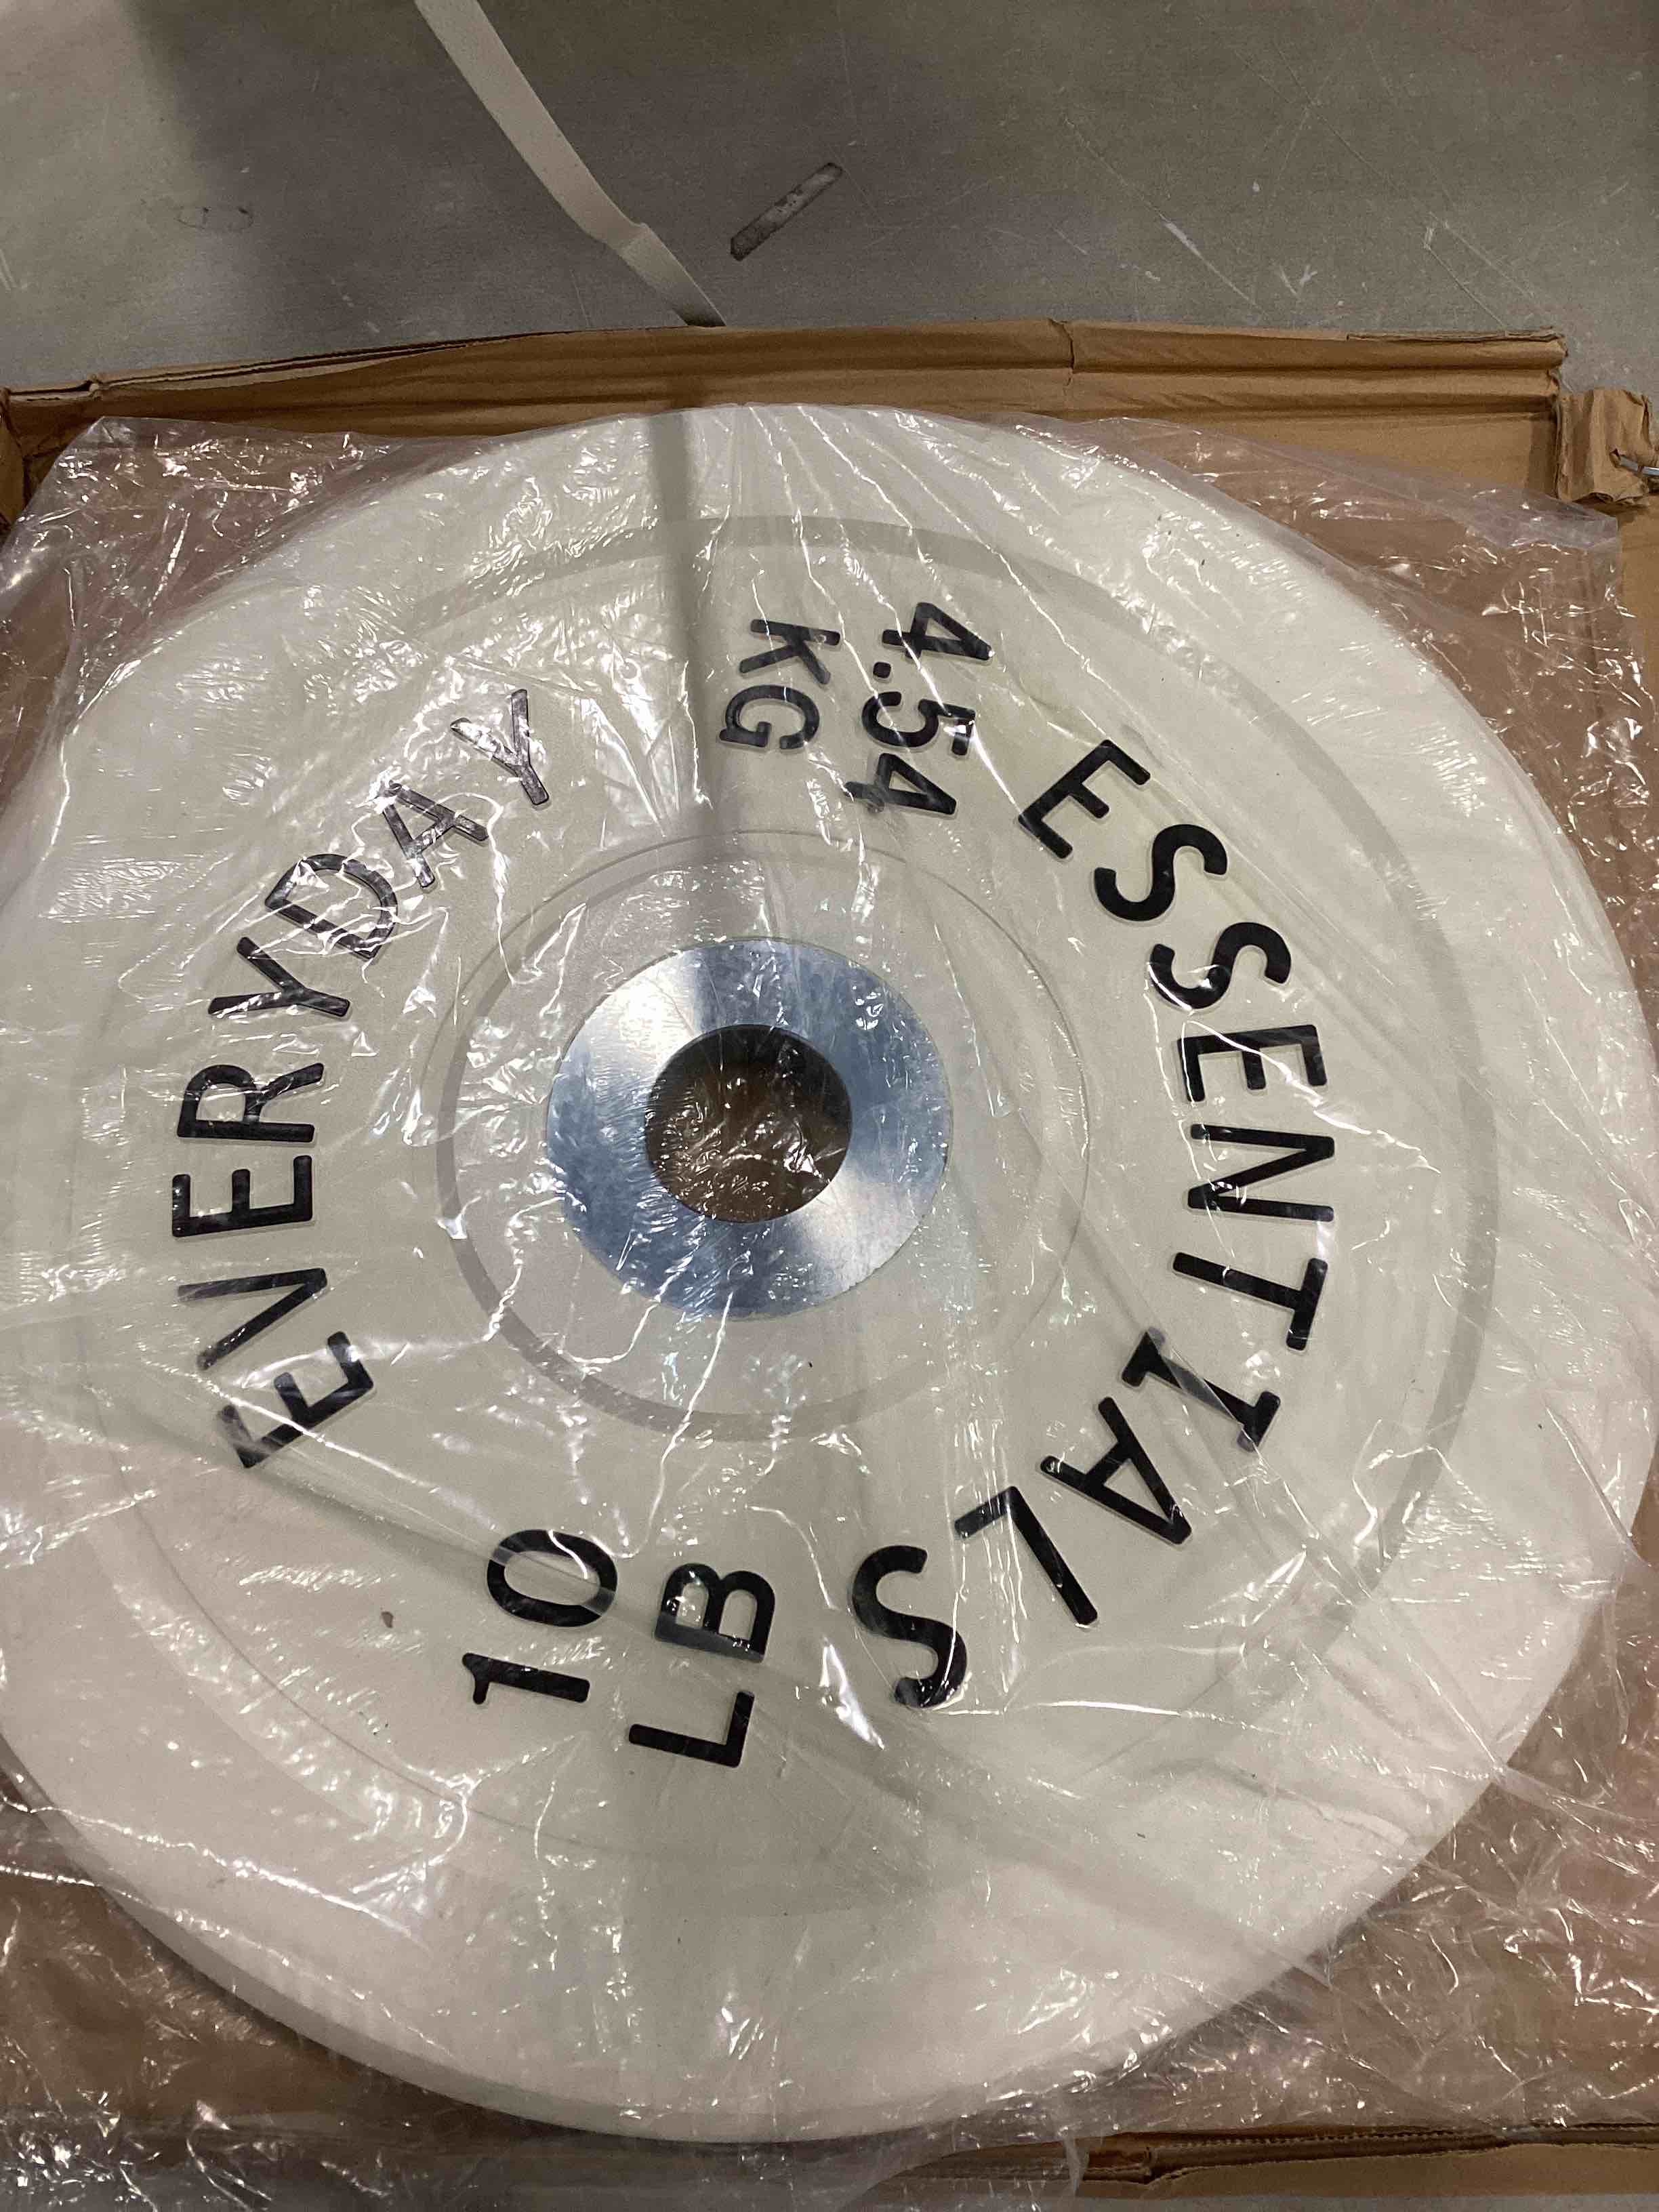 EVERYDAY
ESSENTIALS
10
LB
4.54
KG